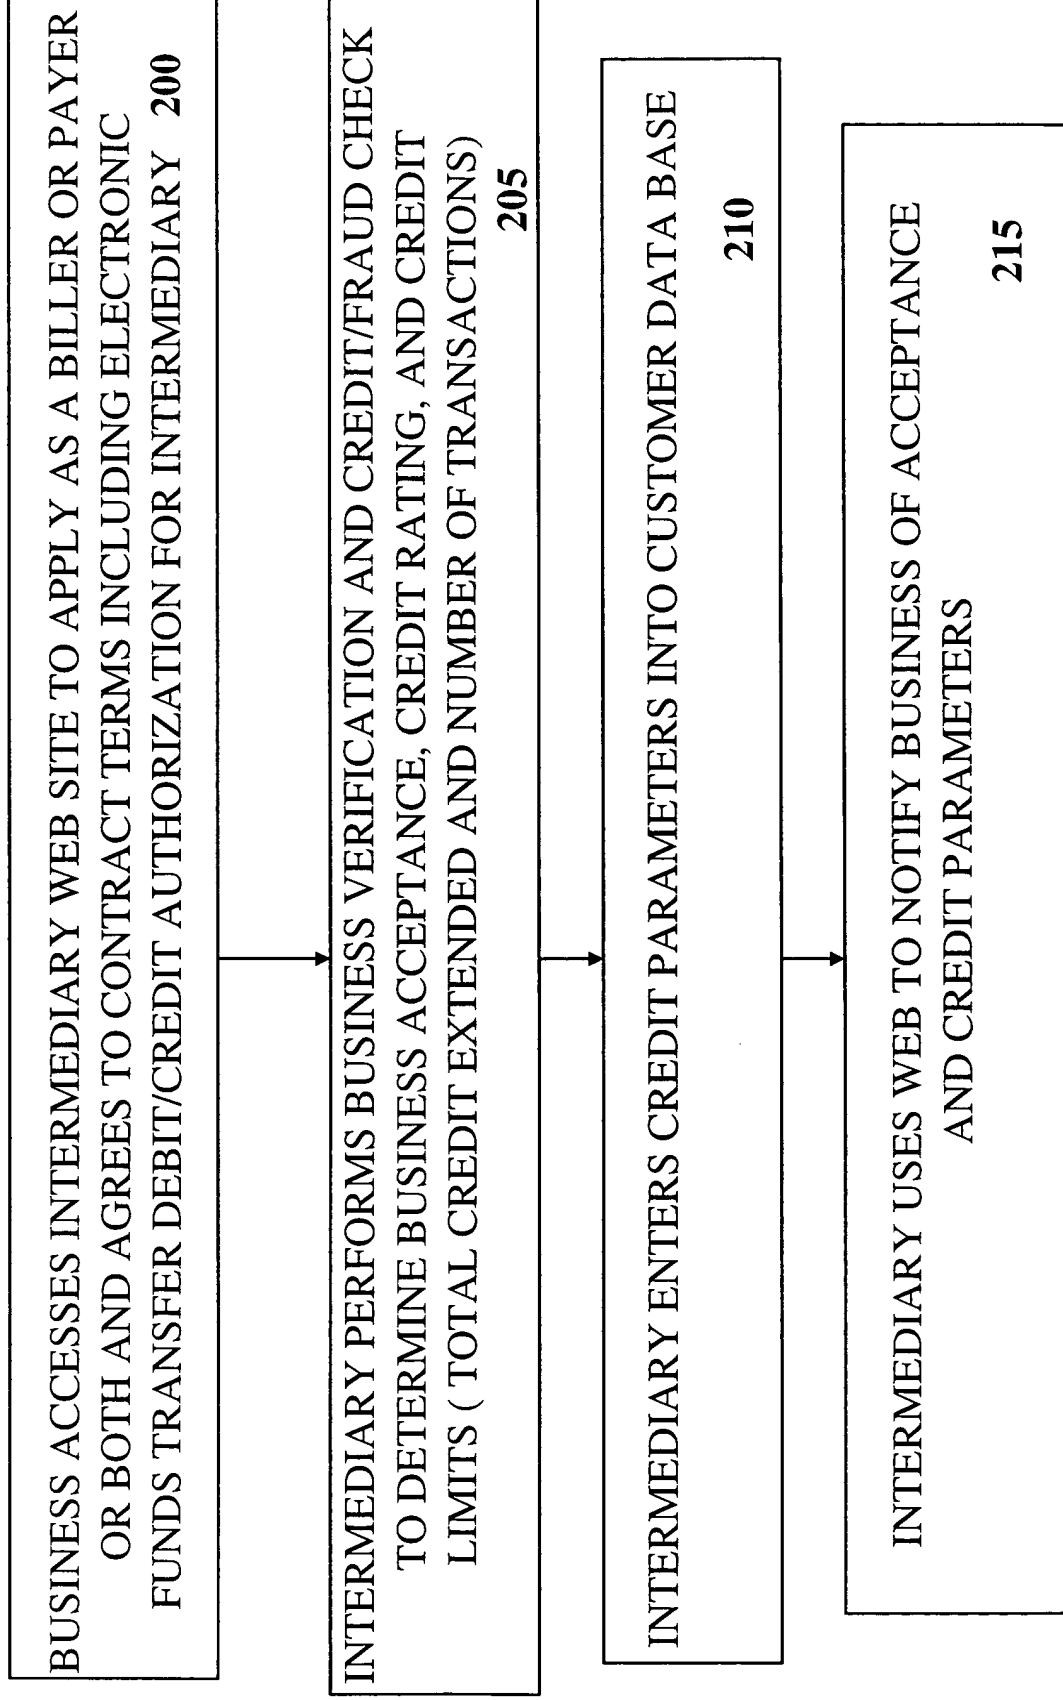 BUSINESS ACCESSES INTERMEDIARY WEB SITE TO APPLY AS A BILLER OR PAYER
OR BOTH AND AGREES TO CONTRACT TERMS INCLUDING ELECTRONIC
FUNDS TRANSFER DEBIT/CREDIT AUTHORIZATION FOR INTERMEDIARY 200
INTERMEDIARY PERFORMS BUSINESS VERIFICATION AND CREDIT/FRAUD CHECK
TO DETERMINE BUSINESS ACCEPTANCE, CREDIT RATING, AND CREDIT
LIMITS ( TOTAL CREDIT EXTENDED AND NUMBER OF TRANSACTIONS)
205
INTERMEDIARY ENTERS CREDIT PARAMETERS INTO CUSTOMER DATA BASE
210
INTERMEDIARY USES WEB TO NOTIFY BUSINESS OF ACCEPTANCE
AND CREDIT PARAMETERS
215